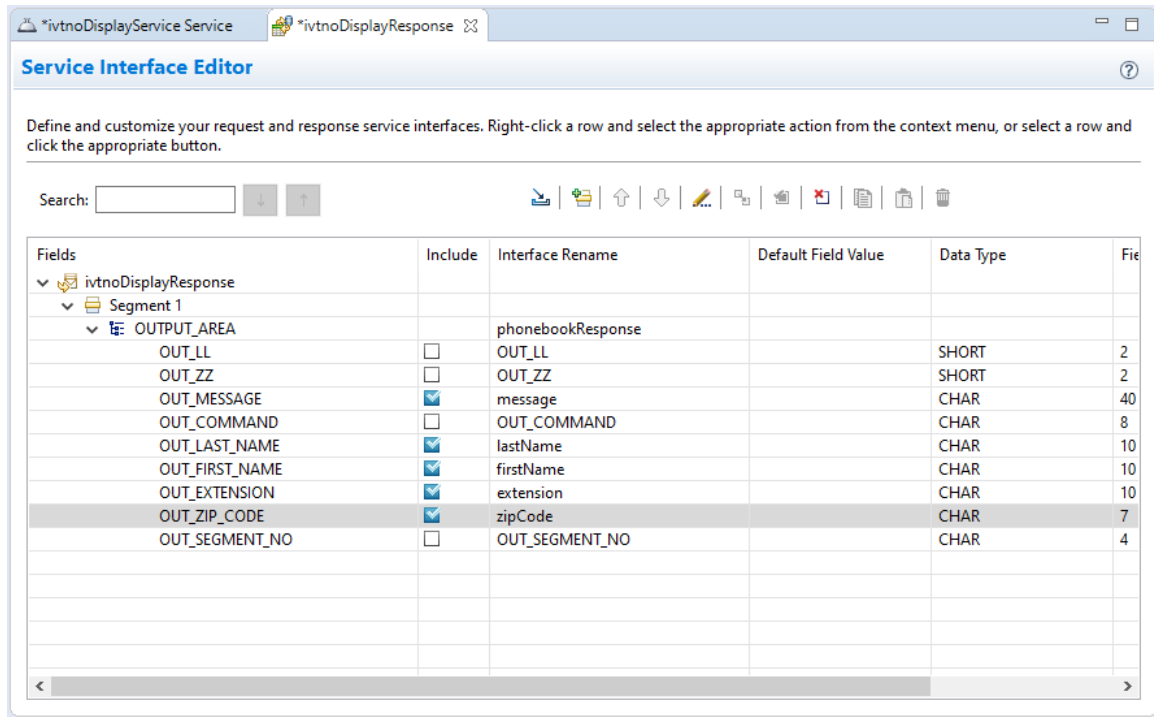 *ivtnoDisplayService Service *ivtnoDisplayResponse
Service Interface Editor
Define and customize your request and response service interfaces. Right-click a row and select the appropriate action from the context menu, or select a row and
click the appropriate button.
Search:
Fields Include Interface Rename Default Field Value Data Type Fie
ivtnoDisplayResponse
Segment 1
OUTPUT_AREA phonebookResponse
OUT_LL OUT_LL SHORT 2
OUT_ZZ OUT_ZZ SHORT 2
OUT_MESSAGE message CHAR 40
OUT_COMMAND OUT_COMMAND CHAR 8
OUT_LAST_NAME lastName CHAR 10
OUT_FIRST_NAME firstName CHAR 10
OUT_EXTENSION extension CHAR 10
OUT_ZIP_CODE zipCode CHAR 7
OUT_SEGMENT_NO OUT_SEGMENT_NO CHAR 4